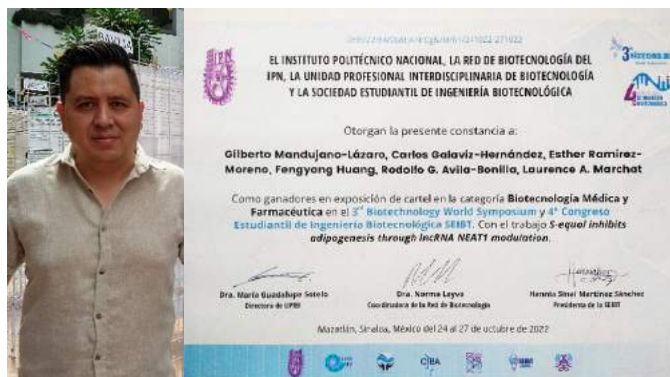 IPN
EL INSTITUTO POLITÉCNICO NACIONAL, LA RED DE BIOTECNOLOGÍA DEL
IPN, LA UNIDAD PROFESIONAL INTERDISCIPLINARIA DE BIOTECNOLOGÍA
Y LA SOCIEDAD ESTUDIANTIL DE INGENIERÍA BIOTECNOLÓGICA
Otorgan la presente constancia a:
Gilberto Mandujano-Lázaro, Carlos Galaviz-Hernández, Esther Ramírez-
Moreno, Fengyang Huang, Rodolfo G. Avila-Bonilla, Laurence A. Marchat
Como ganadores en exposición de cartel en la categoría Biotecnología Médica y
Farmacéutica en el 3rd Biotechnology World Symposium y 4° Congreso
Estudiantil de Ingeniería Biotecnológica SEIBT. Con el trabajo S-equol inhibits
adipogenesis through lncRNA NEAT1 modulation.
Dra. María Guadalupe Sotelo
Directora de UPIBI
Dra. Norma Leyva
Coordinadora de la Red de Biotecnología
Hannia Sinai Martínez Sánchez
Presidenta de la SEIBT
Mazatlán, Sinaloa, México del 24 al 27 de octubre de 2022
CIBA